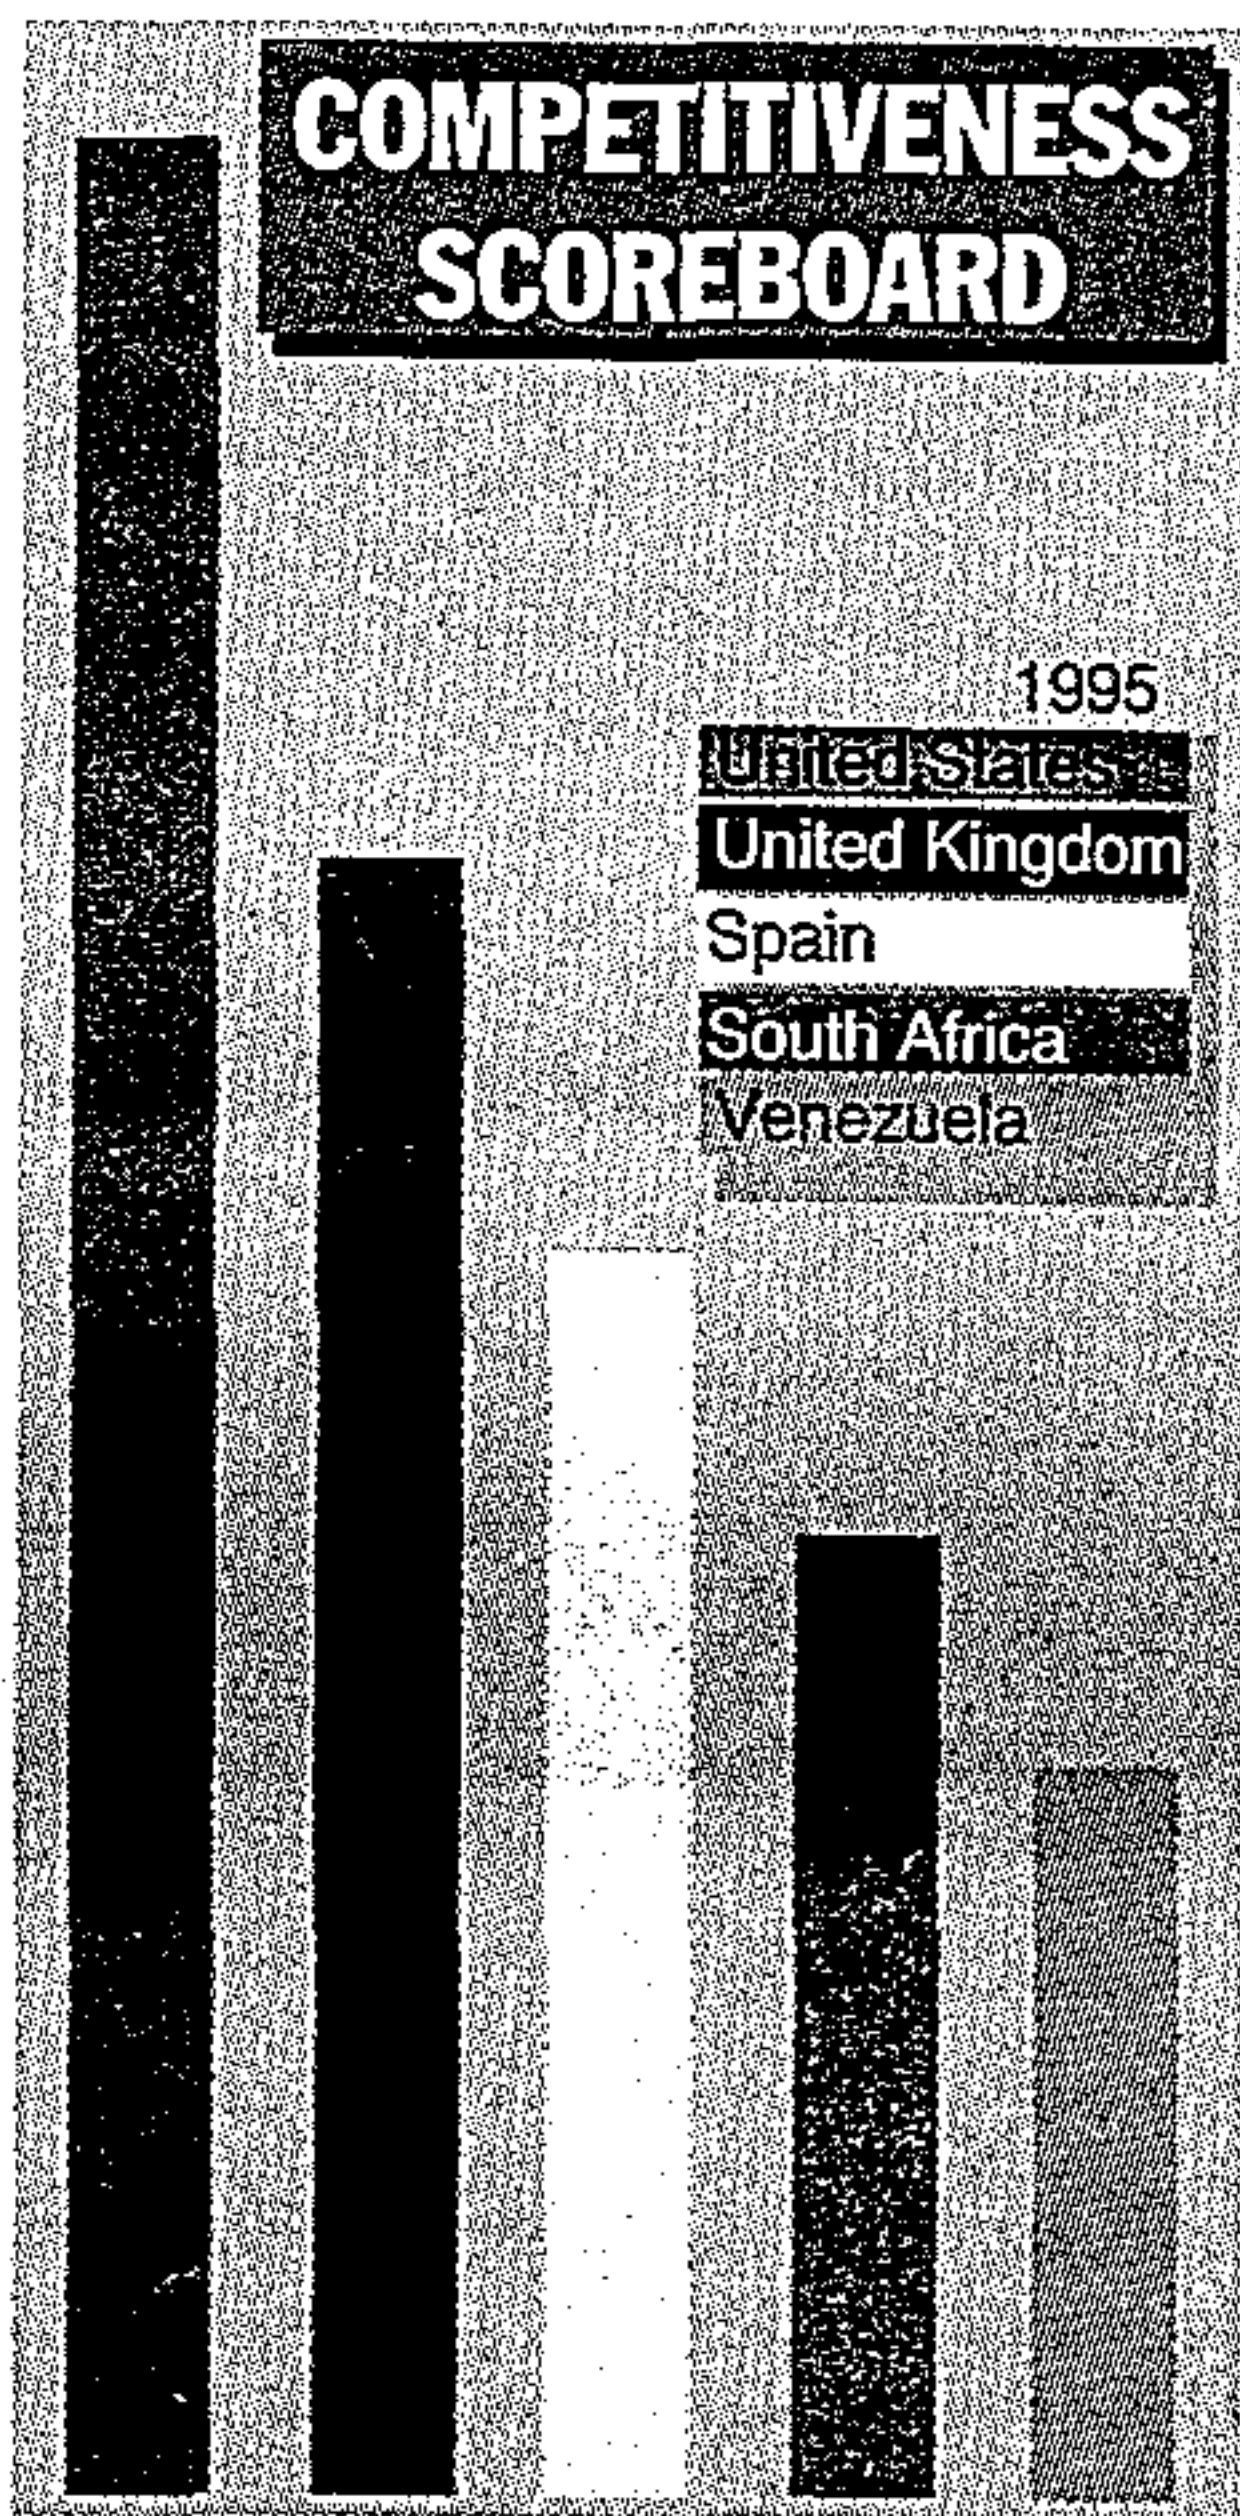 COMPETITIVENESS
SCOREBOARD
1995
United States
United Kingdom
Spain
South Africa
Venezuela